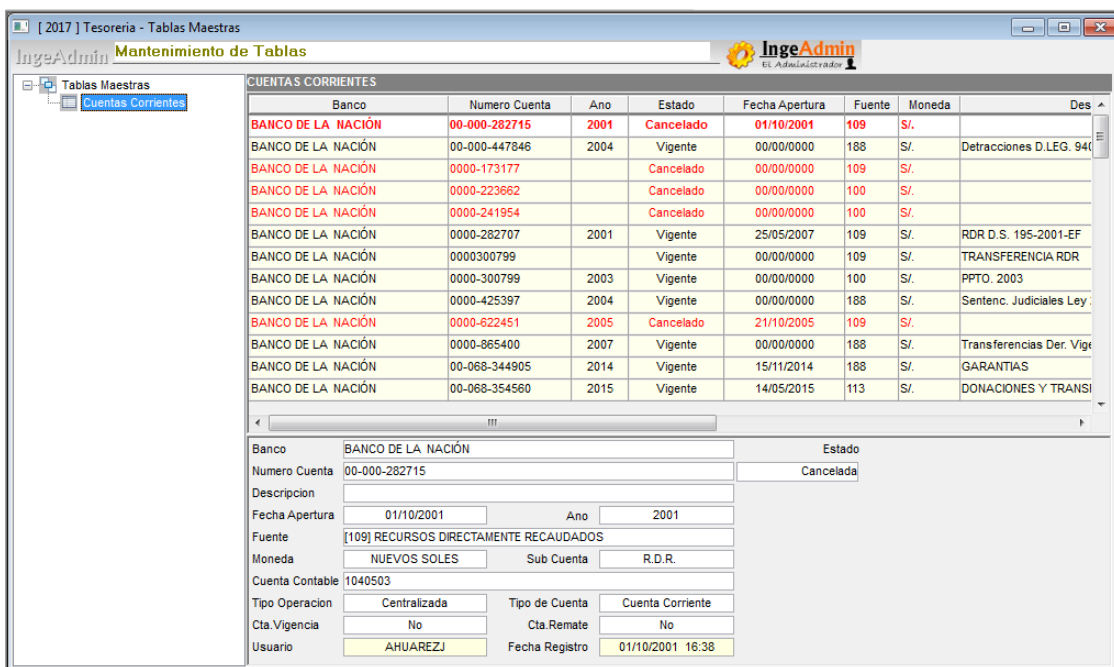 [ 2017 ] Tesoreria - Tablas Maestras
IngeAdmin Mantenimiento de Tablas IngeAdmin
El Administrador
Tablas Maestras
Cuentas Corrientes
CUENTAS CORRIENTES
Banco Numero Cuenta Ano Estado Fecha Apertura Fuente Moneda Des
BANCO DE LA NACIÓN 00-000-282715 2001 Cancelado 01/10/2001 109 S/.
BANCO DE LA NACIÓN 00-000-447846 2004 Vigente 00/00/0000 188 S/. Detracciones D.LEG. 940
BANCO DE LA NACIÓN 0000-173177 Cancelado 00/00/0000 109 S/.
BANCO DE LA NACIÓN 0000-223662 Cancelado 00/00/0000 100 S/.
BANCO DE LA NACIÓN 0000-241954 Cancelado 00/00/0000 100 S/.
BANCO DE LA NACIÓN 0000-282707 2001 Vigente 25/05/2007 109 S/. RDR D.S. 195-2001-EF
BANCO DE LA NACIÓN 0000300799 Vigente 00/00/0000 109 S/. TRANSFERENCIA RDR
BANCO DE LA NACIÓN 0000-300799 2003 Vigente 00/00/0000 100 S/. PPTO. 2003
BANCO DE LA NACIÓN 0000-425397 2004 Vigente 00/00/0000 188 S/. Sentenc. Judiciales Ley
BANCO DE LA NACIÓN 0000-622451 2005 Cancelado 21/10/2005 109 S/.
BANCO DE LA NACIÓN 0000-865400 2007 Vigente 00/00/0000 188 S/. Transferencias Der. Vige
BANCO DE LA NACIÓN 00-068-344905 2014 Vigente 15/11/2014 188 S/. GARANTIAS
BANCO DE LA NACIÓN 00-068-354560 2015 Vigente 14/05/2015 113 S/. DONACIONES Y TRANS
Banco BANCO DE LA NACIÓN Estado
Numero Cuenta 00-000-282715 Cancelada
Descripcion
Fecha Apertura 01/10/2001 Ano 2001
Fuente [109] RECURSOS DIRECTAMENTE RECAUDADOS
Moneda NUEVOS SOLES Sub Cuenta R.D.R.
Cuenta Contable 1040503
Tipo Operacion Centralizada Tipo de Cuenta Cuenta Corriente
Cta.Vigencia No Cta.Remate No
Usuario AHUAREZJ Fecha Registro 01/10/2001 16:38